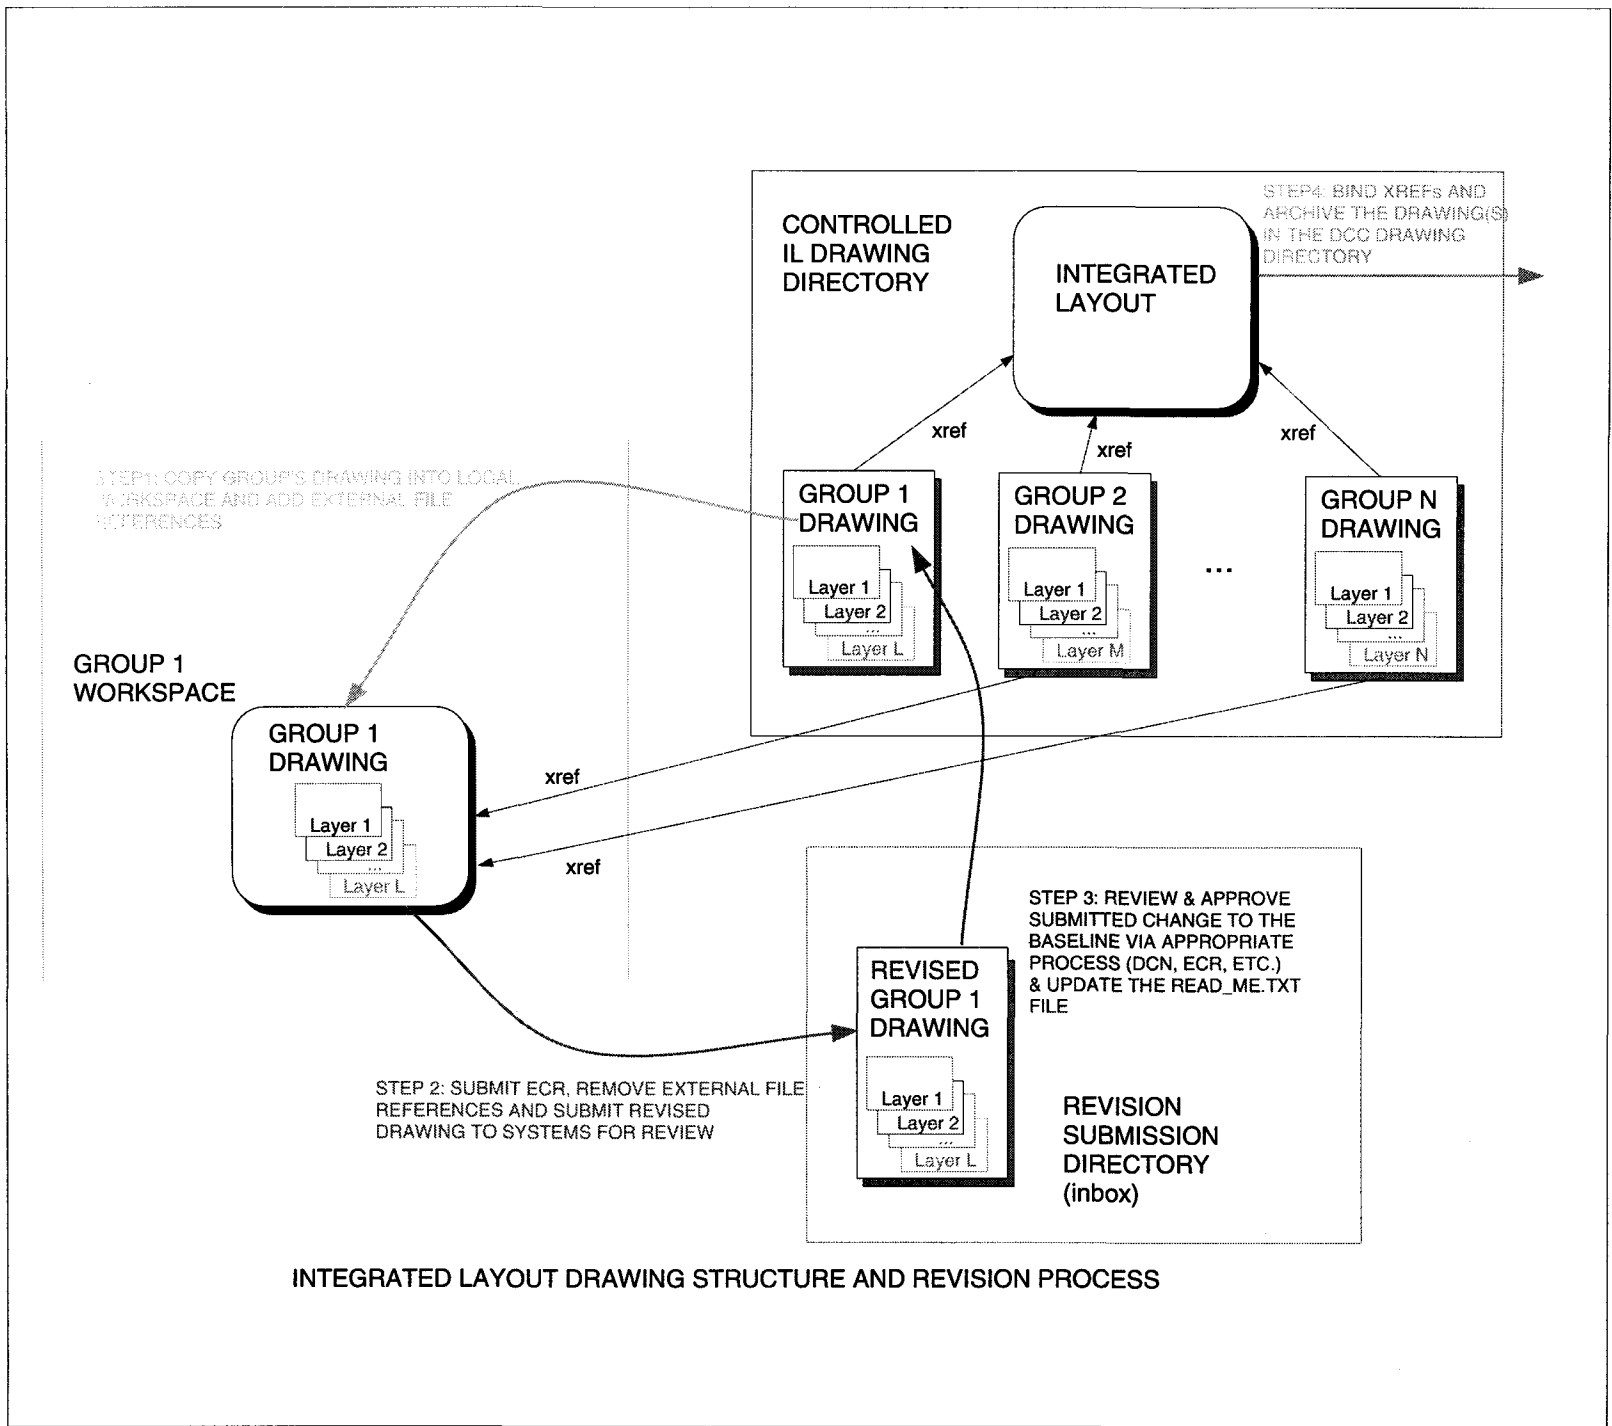 CONTROLLED
IL DRAWING
DIRECTORY
INTEGRATED
LAYOUT
STEP4: BIND XREFs AND
ARCHIVE THE DRAWING(S)
IN THE DCC DRAWING
DIRECTORY
xref
xref
xref
STEP1: COPY GROUP'S DRAWING INTO LOCAL
WORKSPACE AND ADD EXTERNAL FILE
REFERENCES
GROUP 1
DRAWING
Layer 1
Layer 2
...
Layer L
GROUP 2
DRAWING
Layer 1
Layer 2
...
Layer M
...
GROUP N
DRAWING
Layer 1
Layer 2
...
Layer N
GROUP 1
WORKSPACE
GROUP 1
DRAWING
Layer 1
Layer 2
...
Layer L
xref
xref
STEP 3: REVIEW & APPROVE
SUBMITTED CHANGE TO THE
BASELINE VIA APPROPRIATE
PROCESS (DCN, ECR, ETC.)
& UPDATE THE READ_ME.TXT
FILE
REVISED
GROUP 1
DRAWING
Layer 1
Layer 2
...
Layer L
STEP 2: SUBMIT ECR, REMOVE EXTERNAL FILE
REFERENCES AND SUBMIT REVISED
DRAWING TO SYSTEMS FOR REVIEW
REVISION
SUBMISSION
DIRECTORY
(inbox)
INTEGRATED LAYOUT DRAWING STRUCTURE AND REVISION PROCESS